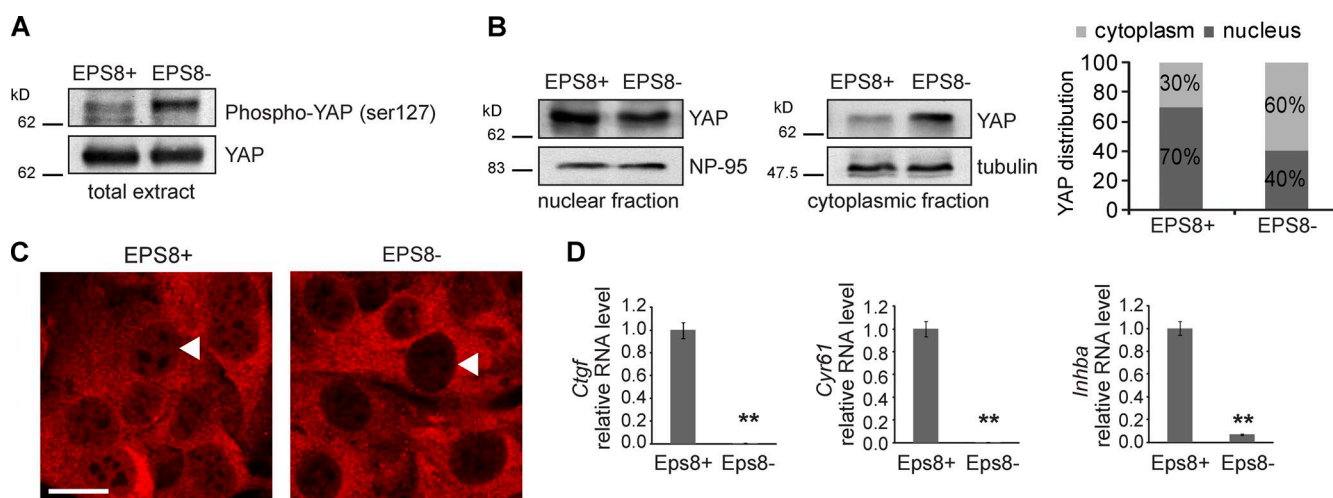 A
EPS8+ EPS8-
kD
Phospho-YAP (ser127)
62
YAP
62
total extract
B
EPS8+ EPS8-
kD
YAP
62
83
NP-95
nuclear fraction
EPS8+ EPS8-
kD
YAP
62
47.5
tubulin
cytoplasmic fraction
cytoplasm nucleus
YAP distribution
100
80
60
40
20
0
30%
70%
60%
40%
EPS8+ EPS8-
C
EPS8+ EPS8-
D
Ctgf
relative RNA level
1.2
1.0
0.8
0.6
0.4
0.2
0.0
**
Eps8+ Eps8-
Cyr61
relative RNA level
1.2
1.0
0.8
0.6
0.4
0.2
0.0
**
Eps8+ Eps8-
Inhba
relative RNA level
1.2
1.0
0.8
0.6
0.4
0.2
0.0
**
Eps8+ Eps8-